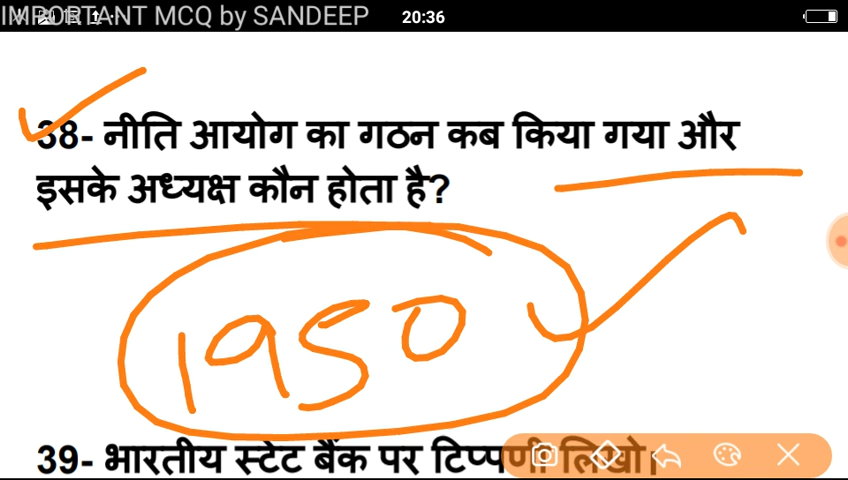 IMPORTANT MCQ by SANDEEP
20:36
38- नीति आयोग का गठन कब किया गया और
इसके अध्यक्ष कौन होता है?
1950
39- भारतीय स्टेट बैंक पर टिप्पणी लिखो।